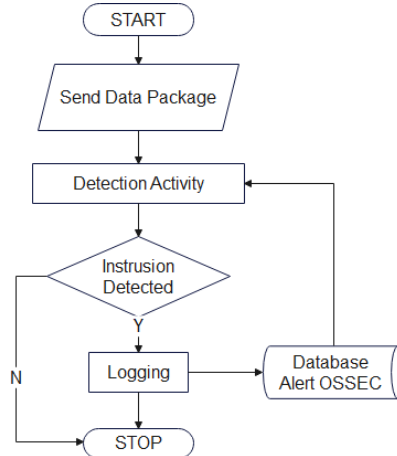 START
Send Data Package
Detection Activity
Instrusion
Detected
Y
N
Logging
Database
Alert OSSEC
STOP